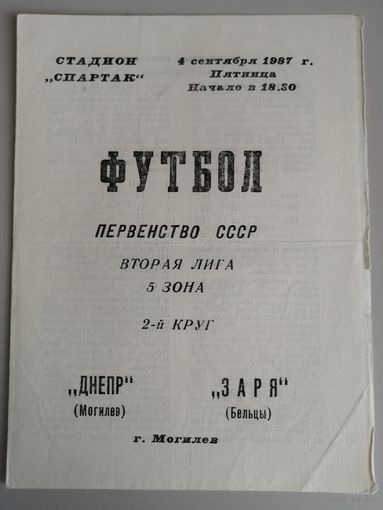 СТАДИОН
„СПАРТАК“
4 сентября 1987 г.
Пятница
Начало в 18.30
ФУТБОЛ
ПЕРВЕНСТВО СССР
ВТОРАЯ ЛИГА
5 ЗОНА
2-й КРУГ
„ДНЕПР“
(Могилев)
„ЗАРЯ“
(Бельцы)
г. Могилев